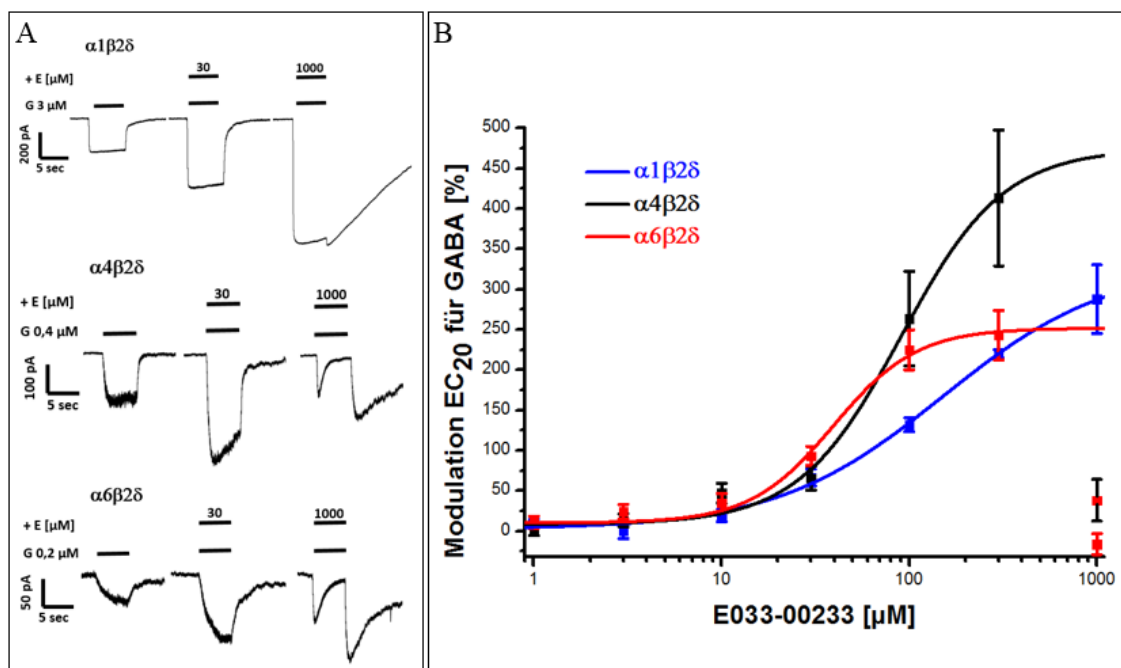 A
α1β2δ
+ E [µM] 30 1000
G 3 µM
200 pA
5 sec
α4β2δ
+ E [µM] 30 1000
G 0,4 µM
100 pA
5 sec
α6β2δ
+ E [µM] 30 1000
G 0,2 µM
50 pA
5 sec
B
Modulation EC20 für GABA [%]
500
450
400
350
300
250
200
150
100
50
0
α1β2δ
α4β2δ
α6β2δ
1 10 100 1000
E033-00233 [µM]